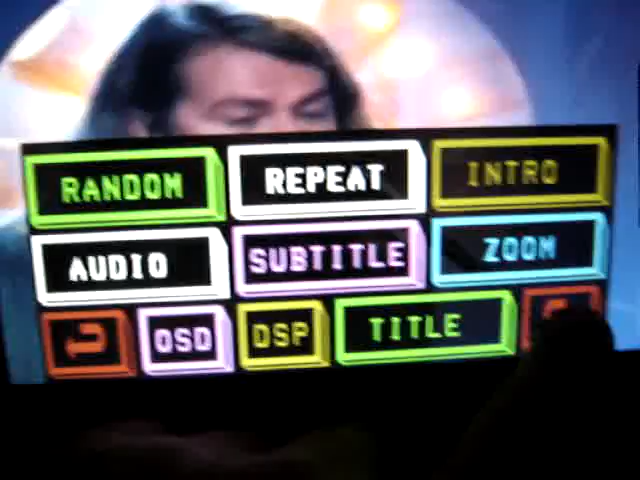 RANDOM REPEAT INTRO
AUDIO SUBTITLE ZOOM
OSD DSP TITLE